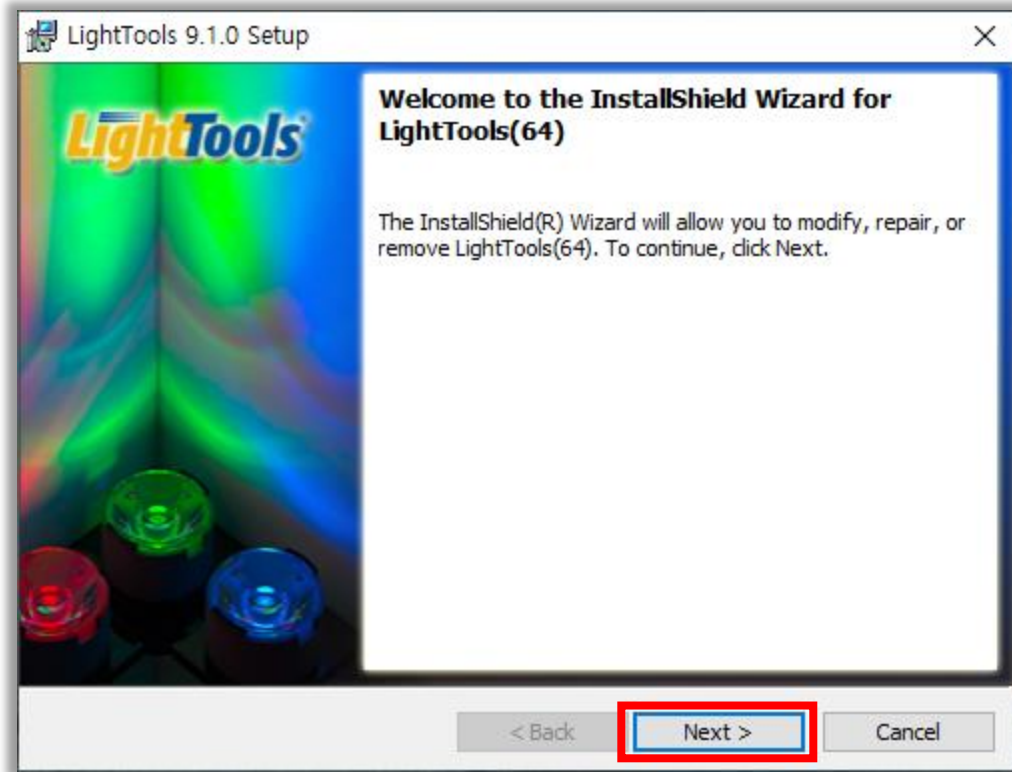 LightTools 9.1.0 Setup
LightTools
Welcome to the InstallShield Wizard for
LightTools(64)
The InstallShield(R) Wizard will allow you to modify, repair, or
remove LightTools(64). To continue, click Next.
< Back
Next >
Cancel